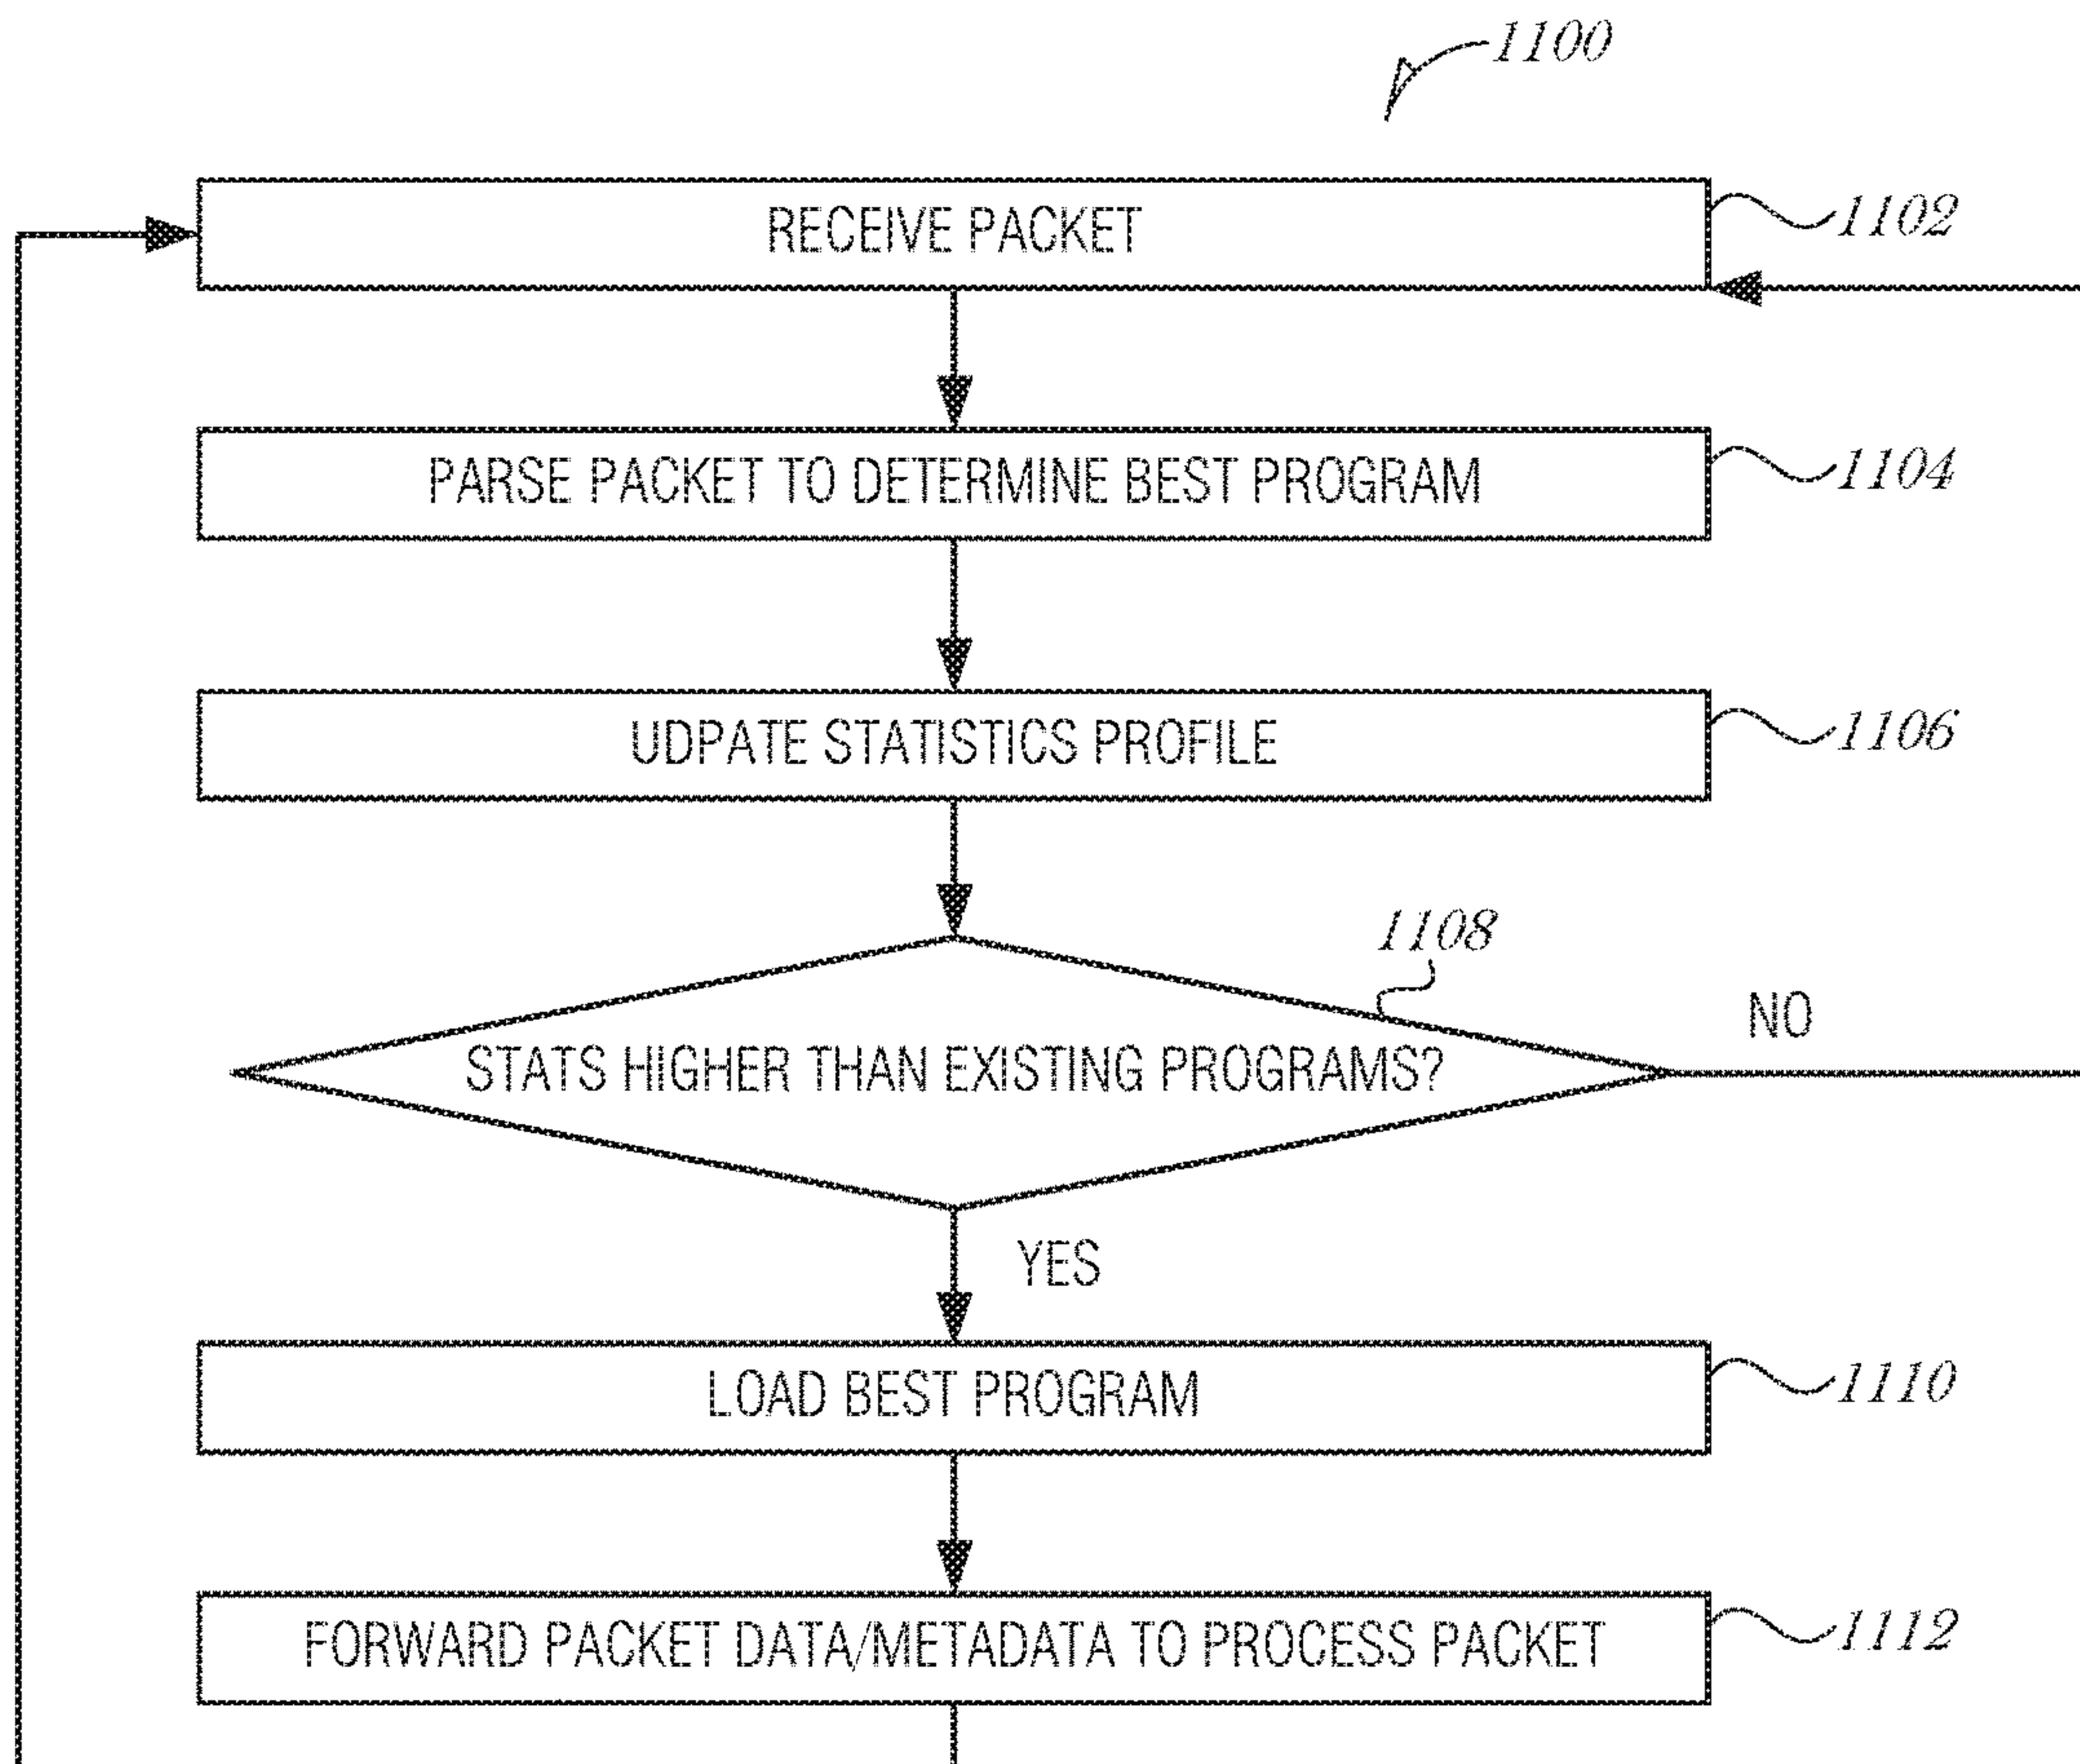 1100
RECEIVE PACKET
1102
PARSE PACKET TO DETERMINE BEST PROGRAM
1104
UDPATE STATISTICS PROFILE
1106
1108
STATS HIGHER THAN EXISTING PROGRAMS?
NO
YES
LOAD BEST PROGRAM
1110
FORWARD PACKET DATA/METADATA TO PROCESS PACKET
1112